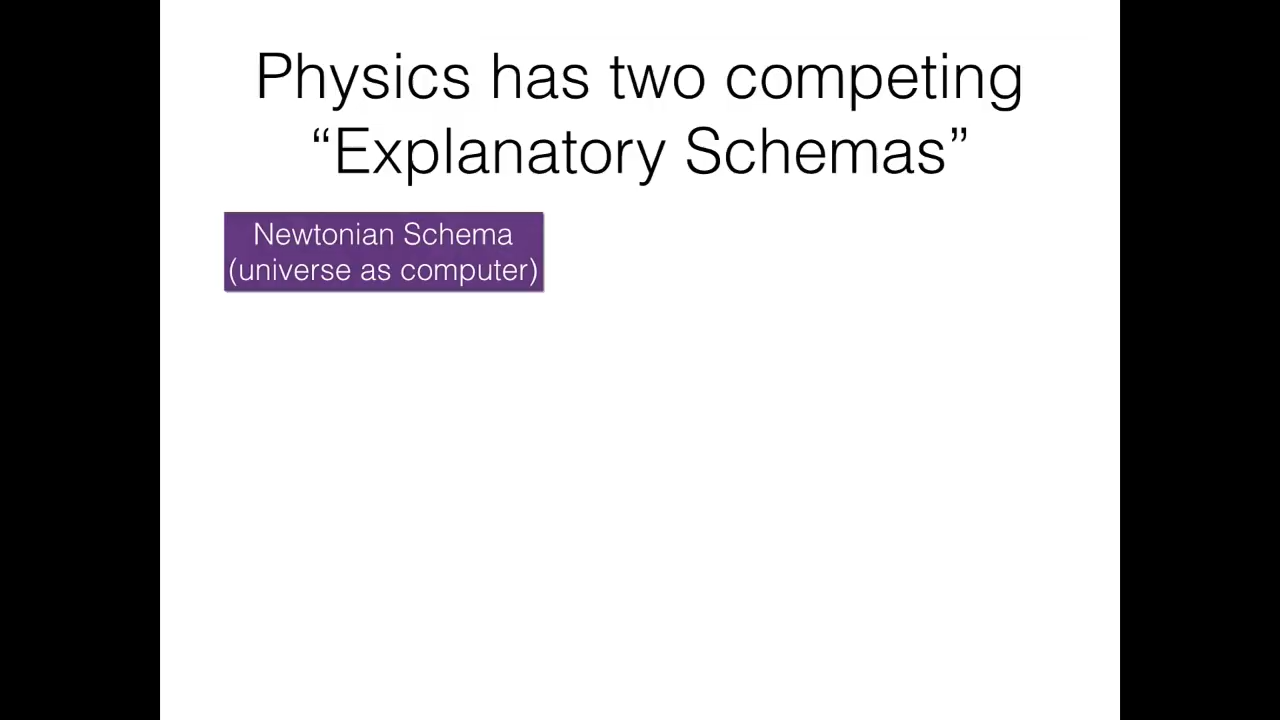 Physics has two competing
“Explanatory Schemas”
Newtonian Schema
(universe as computer)